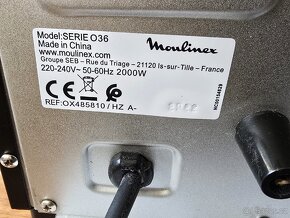 Model:SERIE O36
Made in China
www.moulinex.com
Moulinex
Groupe SEB – Rue du Triage – 21120 Is-sur-Tille – France
220-240V~ 50-60Hz 2000W
REF:OX485810/HZ A-